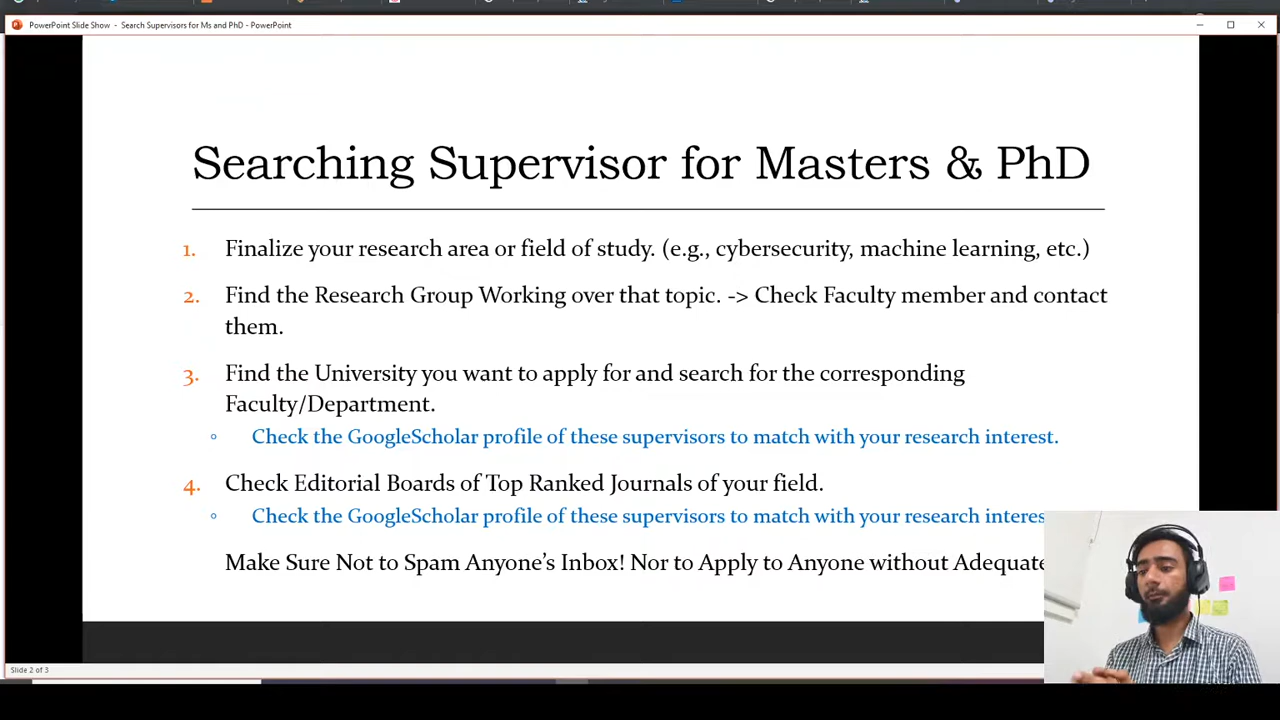 PowerPoint Slide Show - Search Supervisors for Ms and PhD - PowerPoint
Searching Supervisor for Masters & PhD
1. Finalize your research area or field of study. (e.g., cybersecurity, machine learning, etc.)
2. Find the Research Group Working over that topic. -> Check Faculty member and contact
them.
3. Find the University you want to apply for and search for the corresponding
Faculty/Department.
Check the GoogleScholar profile of these supervisors to match with your research interest.
4. Check Editorial Boards of Top Ranked Journals of your field.
Check the GoogleScholar profile of these supervisors to match with your research
Make Sure Not to Spam Anyone's Inbox! Nor to Apply to Anyone without Adequate
Slide 2 of 3